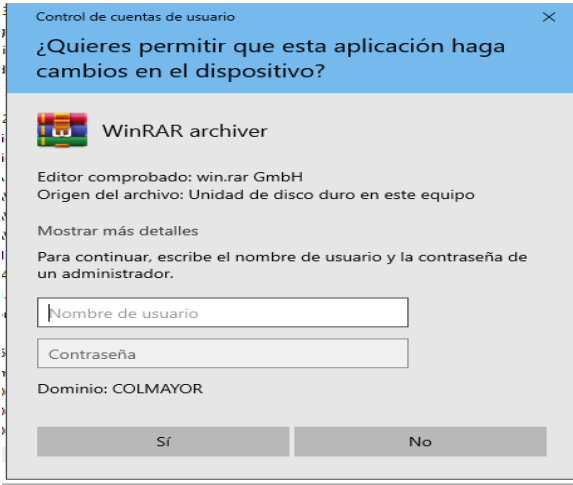 Control de cuentas de usuario
¿Quieres permitir que esta aplicación haga
cambios en el dispositivo?
WinRAR archiver
Editor comprobado: win.rar GmbH
Origen del archivo: Unidad de disco duro en este equipo
Mostrar más detalles
Para continuar, escribe el nombre de usuario y la contraseña de
un administrador.
Nombre de usuario
Contraseña
Dominio: COLMAYOR
Sí
No